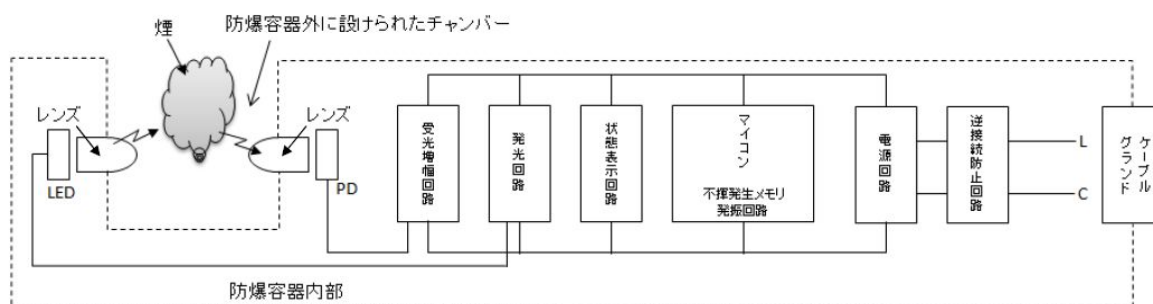 防爆容器外に設けられたチャンバー
煙
レンズ
レンズ
LED
PD
受光増幅回路
発光回路
状態表示回路
マイコン
不揮発生メモリ
発振回路
電源回路
逆接続防止回路
L
C
ケーブル
グランド
防爆容器内部